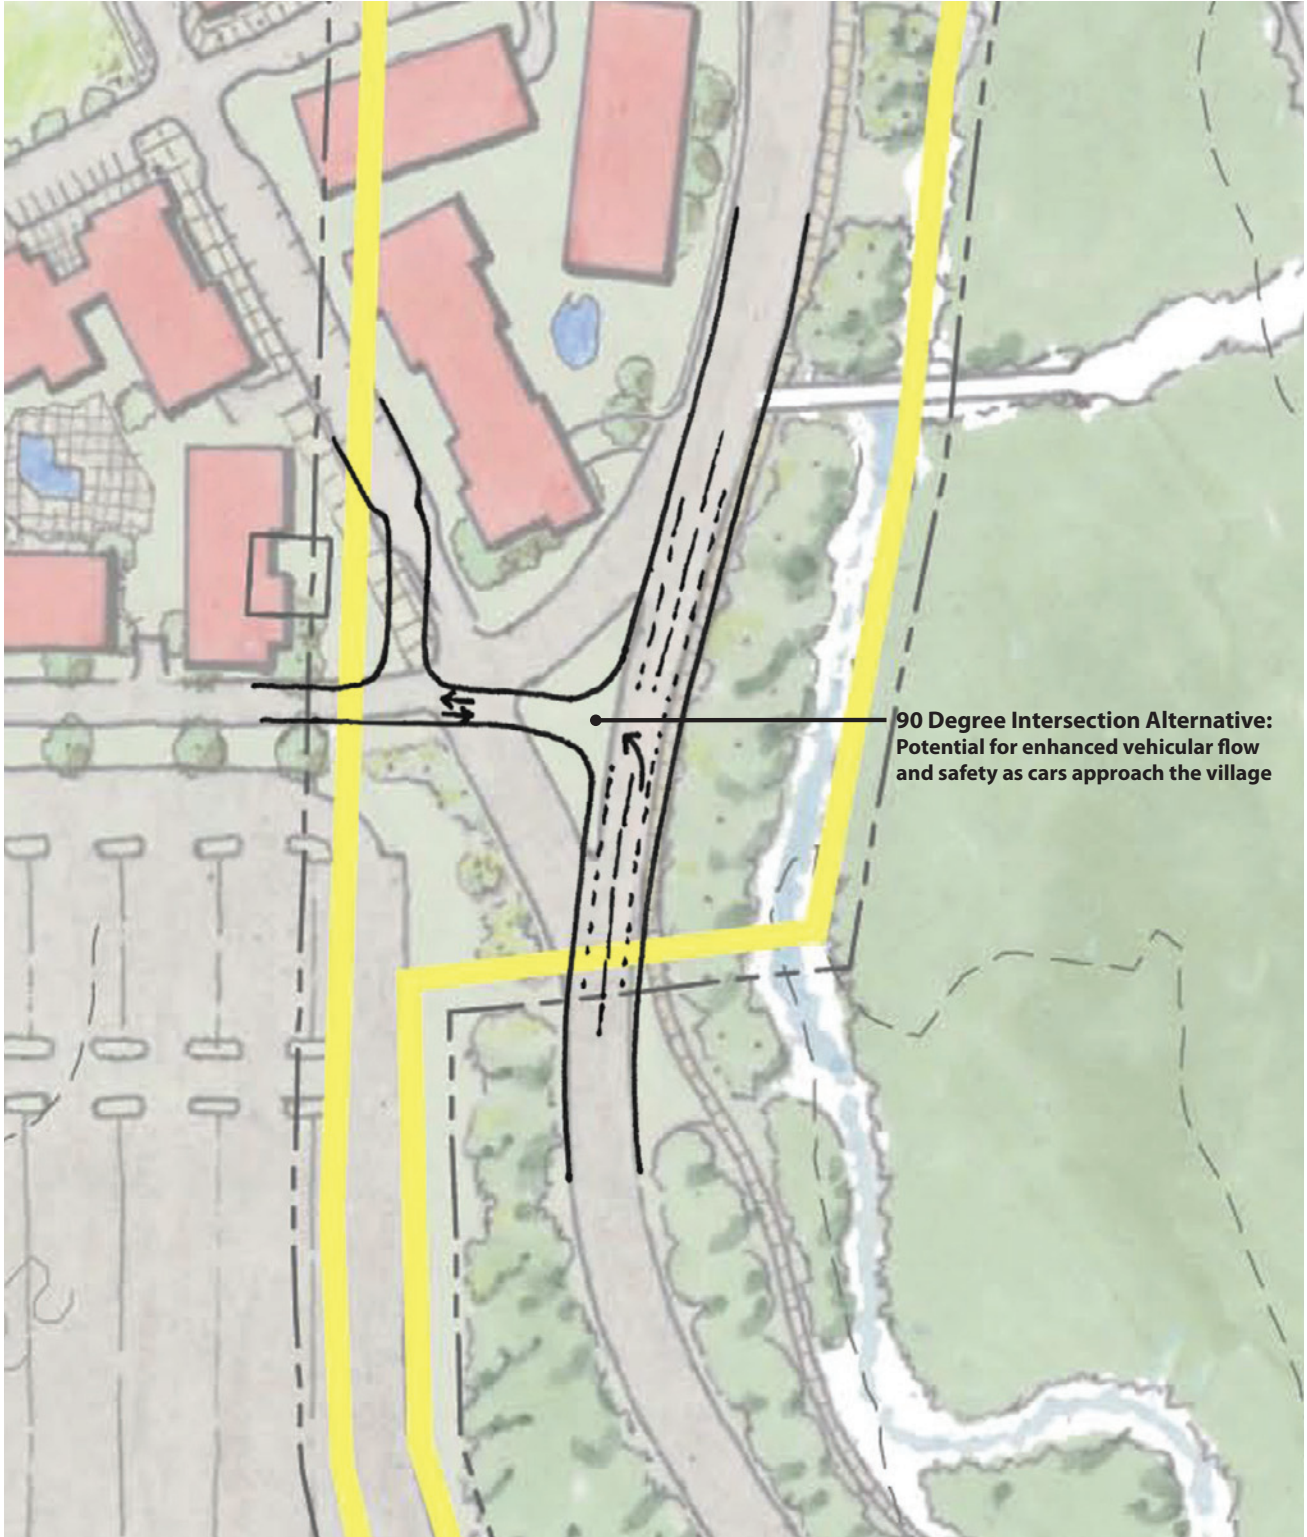 90 Degree Intersection Alternative:
Potential for enhanced vehicular flow
and safety as cars approach the village